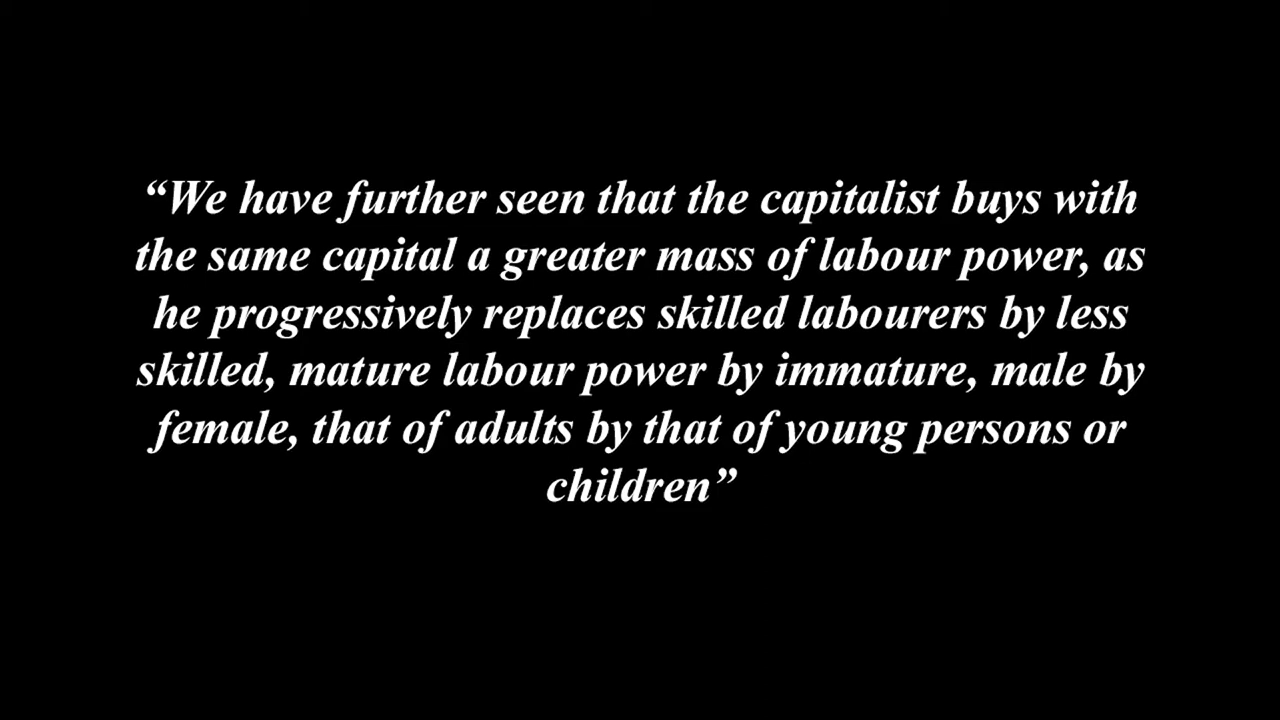 “We have further seen that the capitalist buys with
the same capital a greater mass of labour power, as
he progressively replaces skilled labourers by less
skilled, mature labour power by immature, male by
female, that of adults by that of young persons or
children”